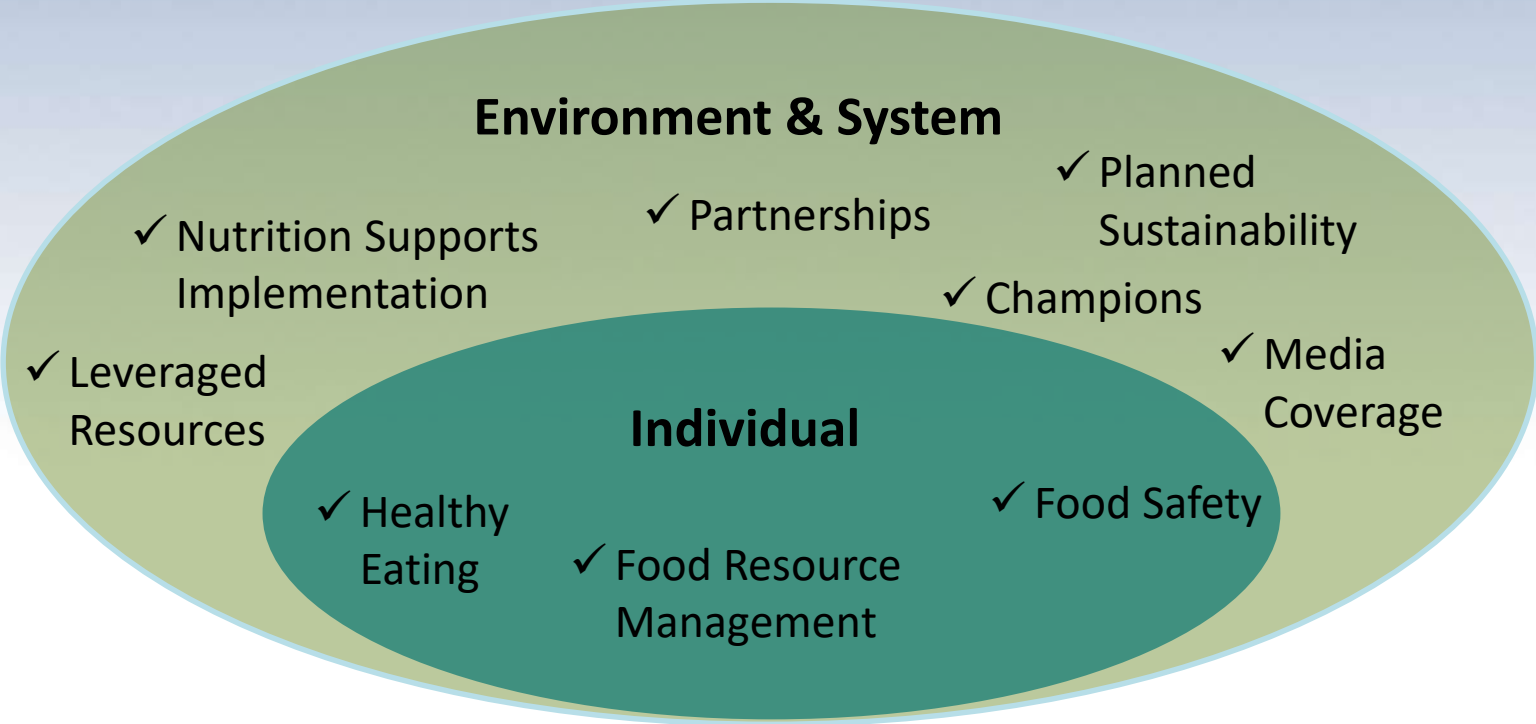 Environment & System
✓ Nutrition Supports
Implementation
✓ Partnerships
✓ Planned
Sustainability
✓ Champions
✓ Leveraged
Resources
✓ Media
Coverage
Individual
✓ Healthy
Eating
✓ Food Resource
Management
✓ Food Safety